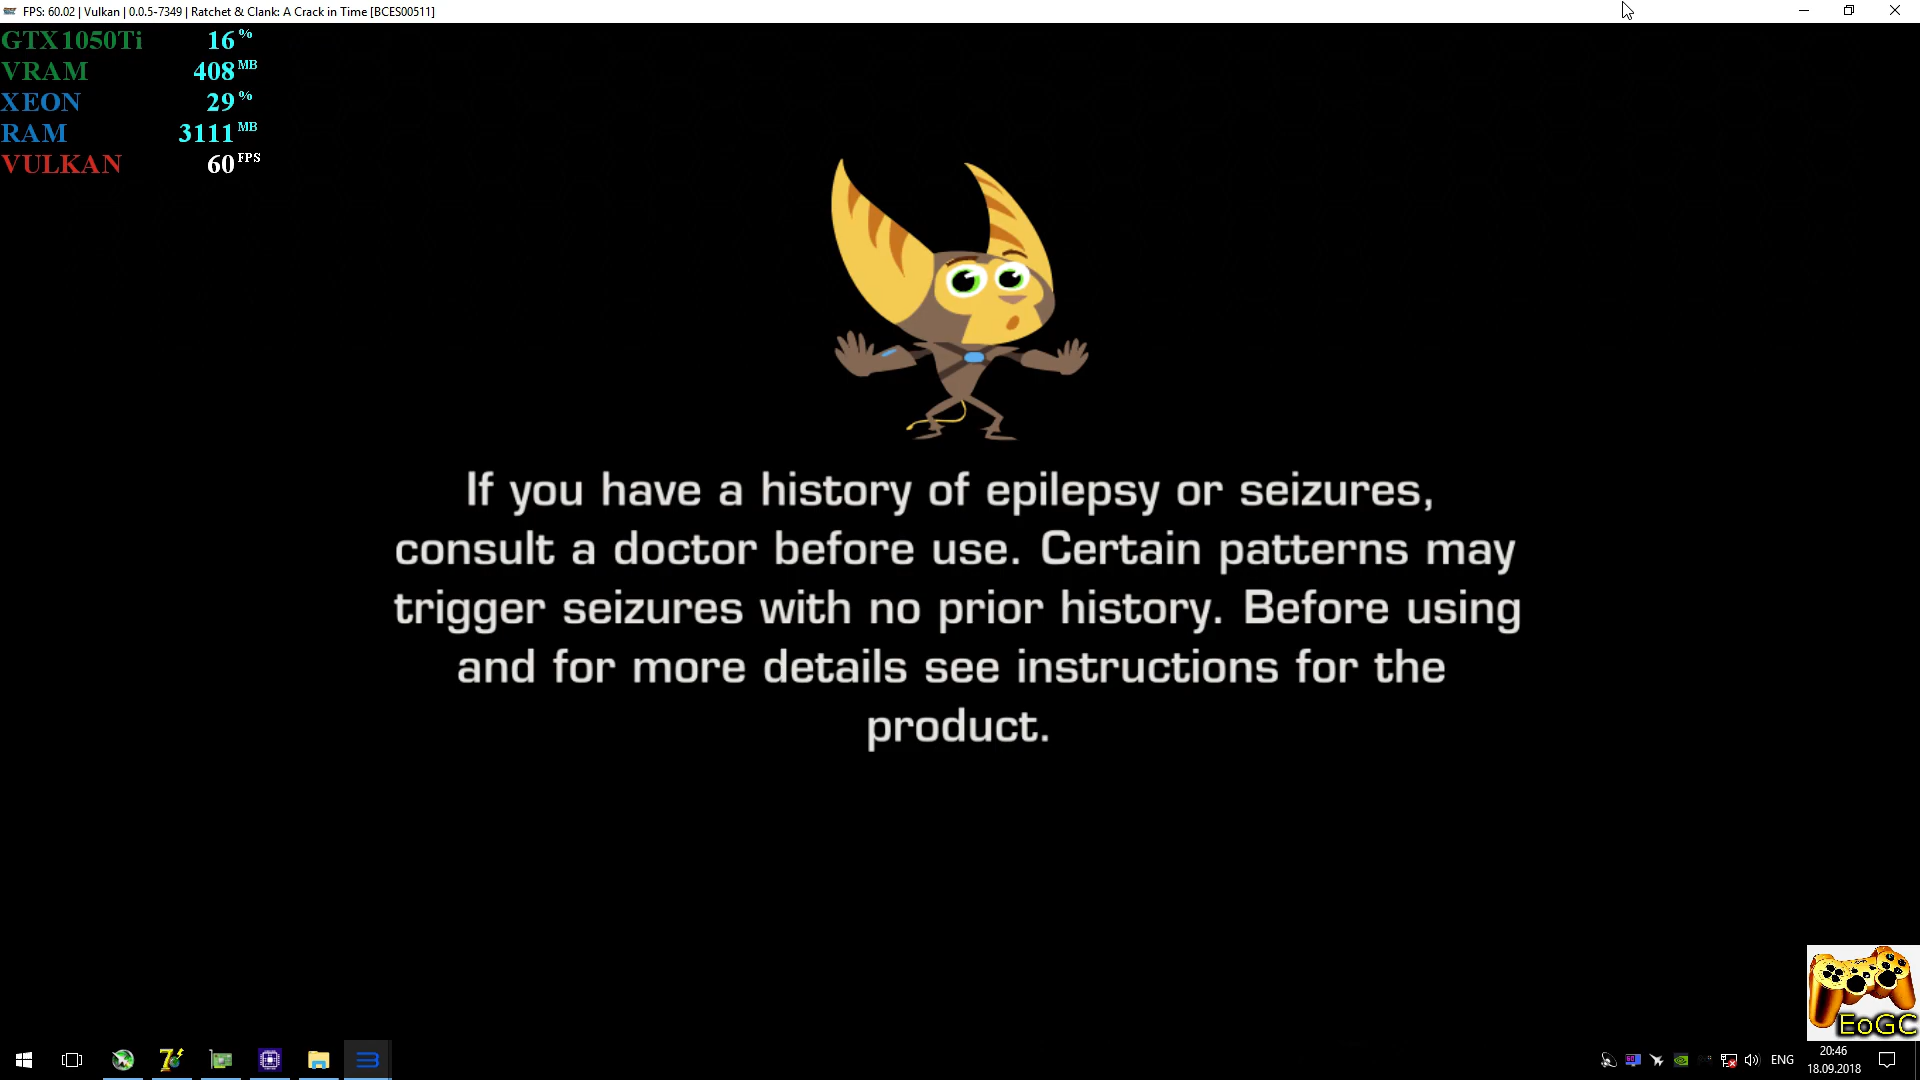 FPS: 60.02 | Vulkan | 0.0.5-7349 | Ratchet & Clank: A Crack in Time [BCES00511]
GTX1050Ti 16 %
VRAM 408 MB
XEON 29 %
RAM 3111 MB
VULKAN 60 FPS
If you have a history of epilepsy or seizures,
consult a doctor before use. Certain patterns may
trigger seizures with no prior history. Before using
and for more details see instructions for the
product.
EoGC
60
ENG
20:46
18.09.2018